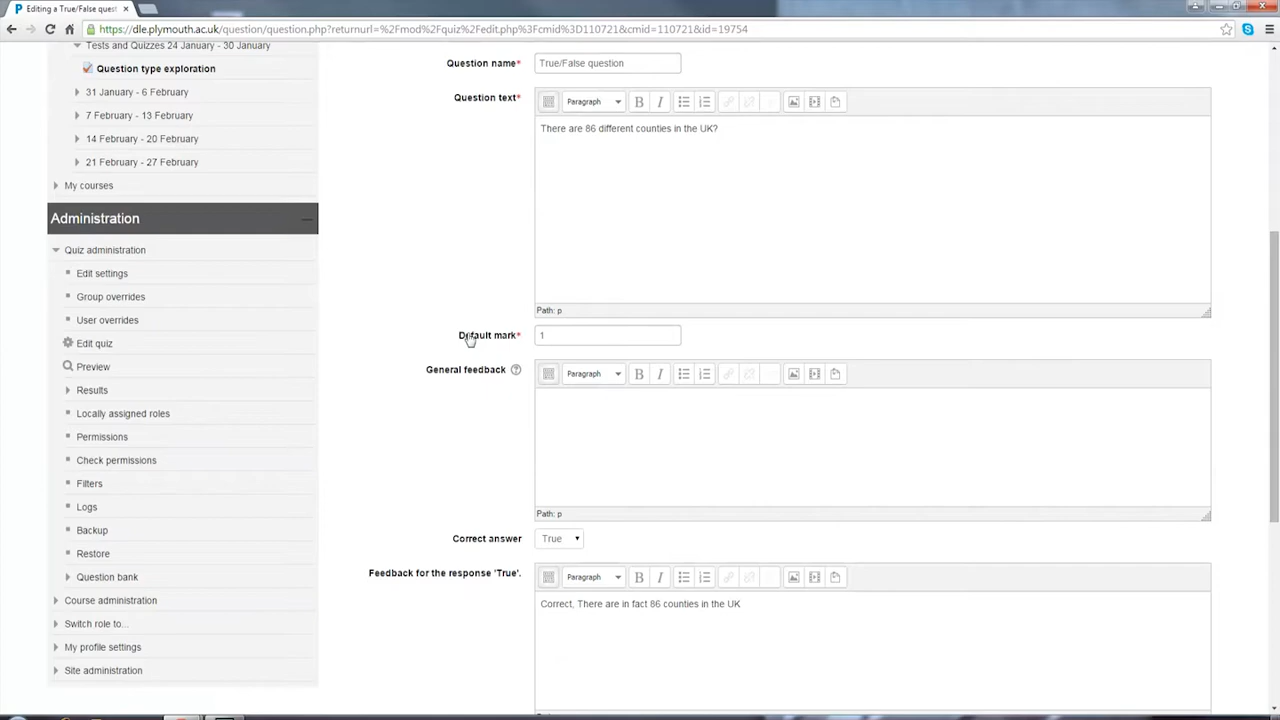 Editing a True/False quest
https://dle.plymouth.ac.uk/question/question.php?returnurl=%2Fmod%2Fquiz%2Fedit.php%3Fcmid%3D110721&cmid=110721&id=19754
Tests and Quizzes 24 January - 30 January
Question type exploration
31 January - 6 February
7 February - 13 February
14 February - 20 February
21 February - 27 February
My courses
Administration
Quiz administration
Edit settings
Group overrides
User overrides
Edit quiz
Preview
Results
Locally assigned roles
Permissions
Check permissions
Filters
Logs
Backup
Restore
Question bank
Course administration
Switch role to...
My profile settings
Site administration
Question name* True/False question
Question text* Paragraph B I
There are 86 different counties in the UK?
Path: p
Default mark* 1
General feedback Paragraph B I
Path: p
Correct answer True
Feedback for the response 'True'. Paragraph B I
Correct, There are in fact 86 counties in the UK